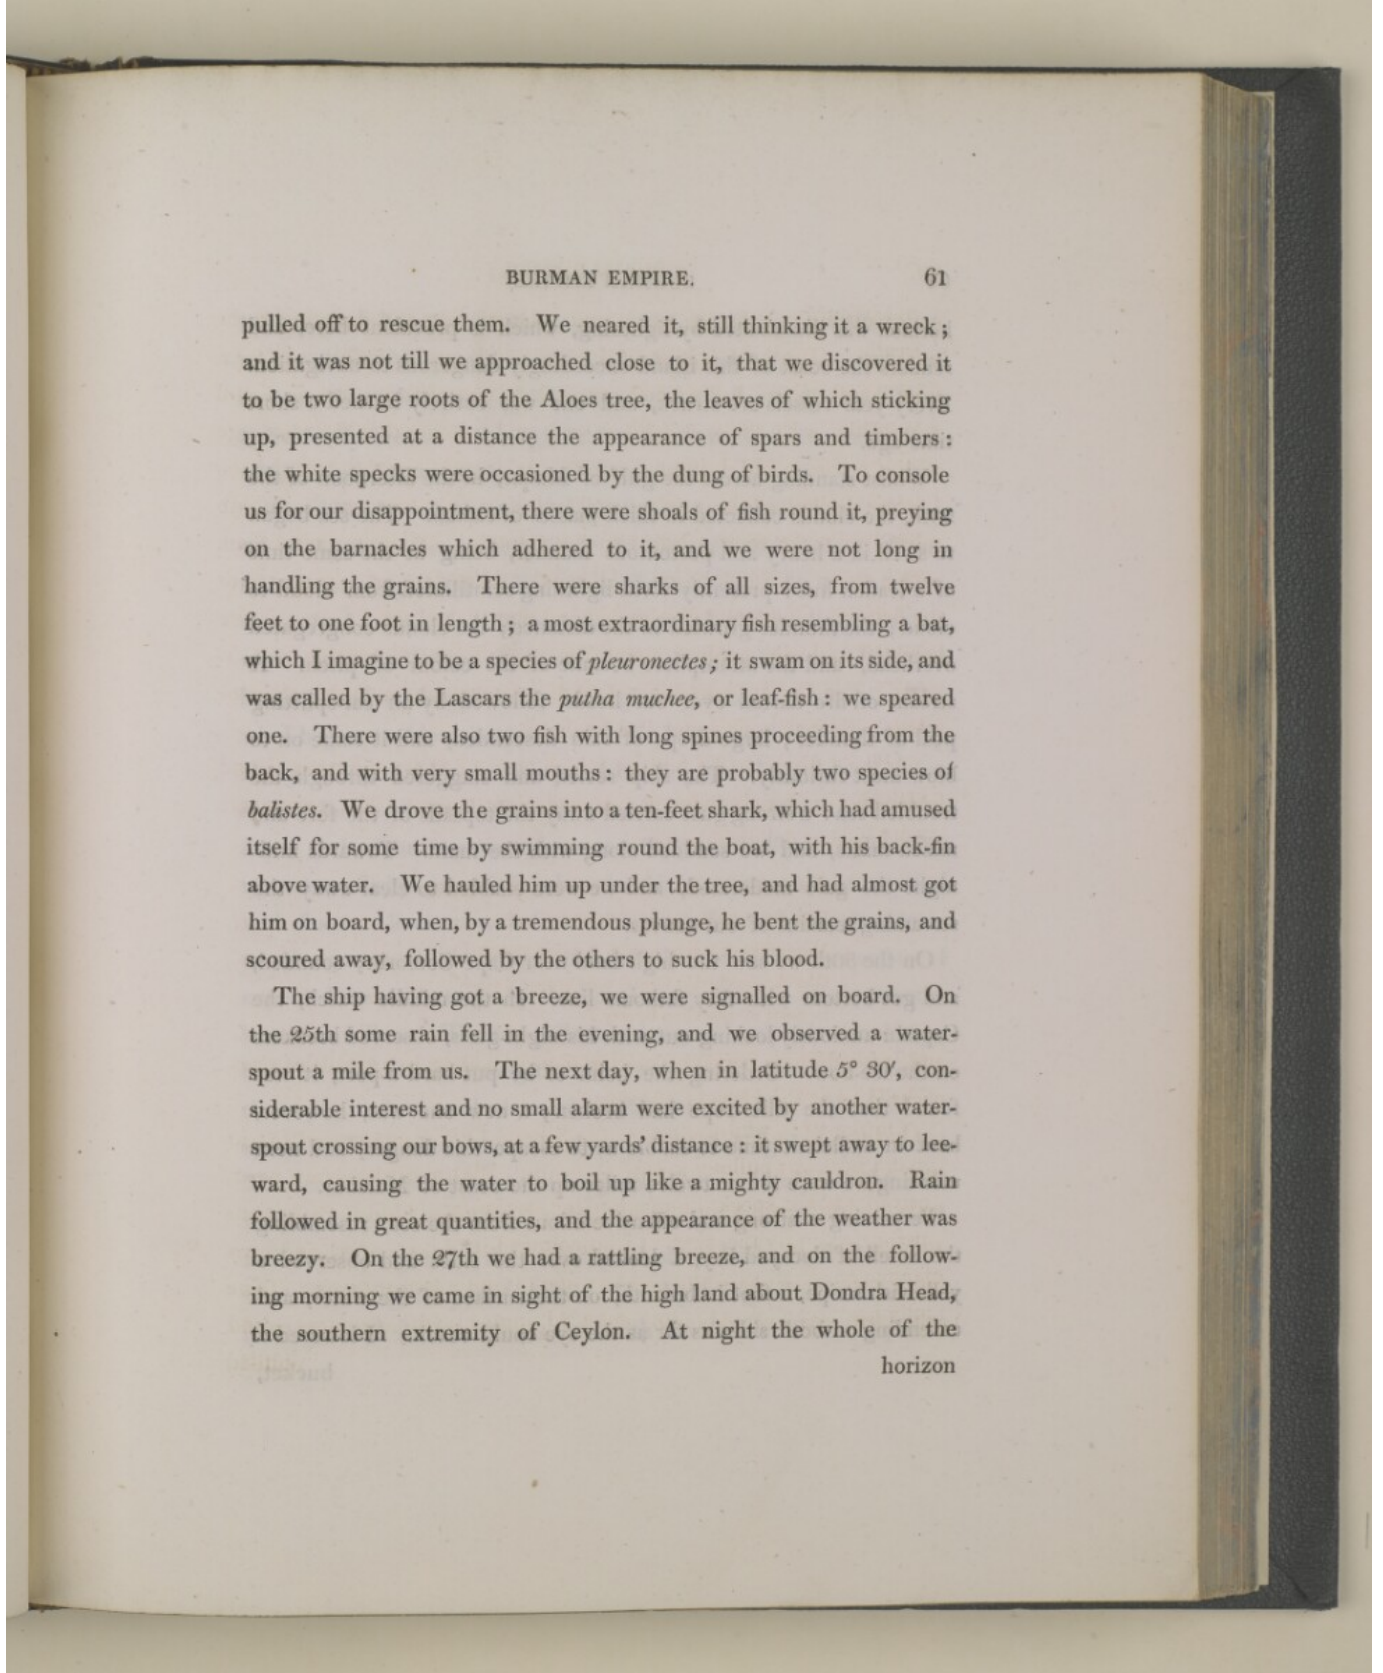 BURMAN EMPIRE. 61
pulled off to rescue them. We neared it, still thinking it a wreck;
and it was not till we approached close to it, that we discovered it
to be two large roots of the Aloes tree, the leaves of which sticking
up, presented at a distance the appearance of spars and timbers:
the white specks were occasioned by the dung of birds. To console
us for our disappointment, there were shoals of fish round it, preying
on the barnacles which adhered to it, and we were not long in
handling the grains. There were sharks of all sizes, from twelve
feet to one foot in length; a most extraordinary fish resembling a bat,
which I imagine to be a species of pleuronectes; it swam on its side, and
was called by the Lascars the putha muchee, or leaf-fish: we speared
one. There were also two fish with long spines proceeding from the
back, and with very small mouths: they are probably two species of
balistes. We drove the grains into a ten-feet shark, which had amused
itself for some time by swimming round the boat, with his back-fin
above water. We hauled him up under the tree, and had almost got
him on board, when, by a tremendous plunge, he bent the grains, and
scoured away, followed by the others to suck his blood.
The ship having got a breeze, we were signalled on board. On
the 25th some rain fell in the evening, and we observed a water-
spout a mile from us. The next day, when in latitude 5° 30′, con-
siderable interest and no small alarm were excited by another water-
spout crossing our bows, at a few yards' distance: it swept away to lee-
ward, causing the water to boil up like a mighty cauldron. Rain
followed in great quantities, and the appearance of the weather was
breezy. On the 27th we had a rattling breeze, and on the follow-
ing morning we came in sight of the high land about Dondra Head,
the southern extremity of Ceylon. At night the whole of the
horizon